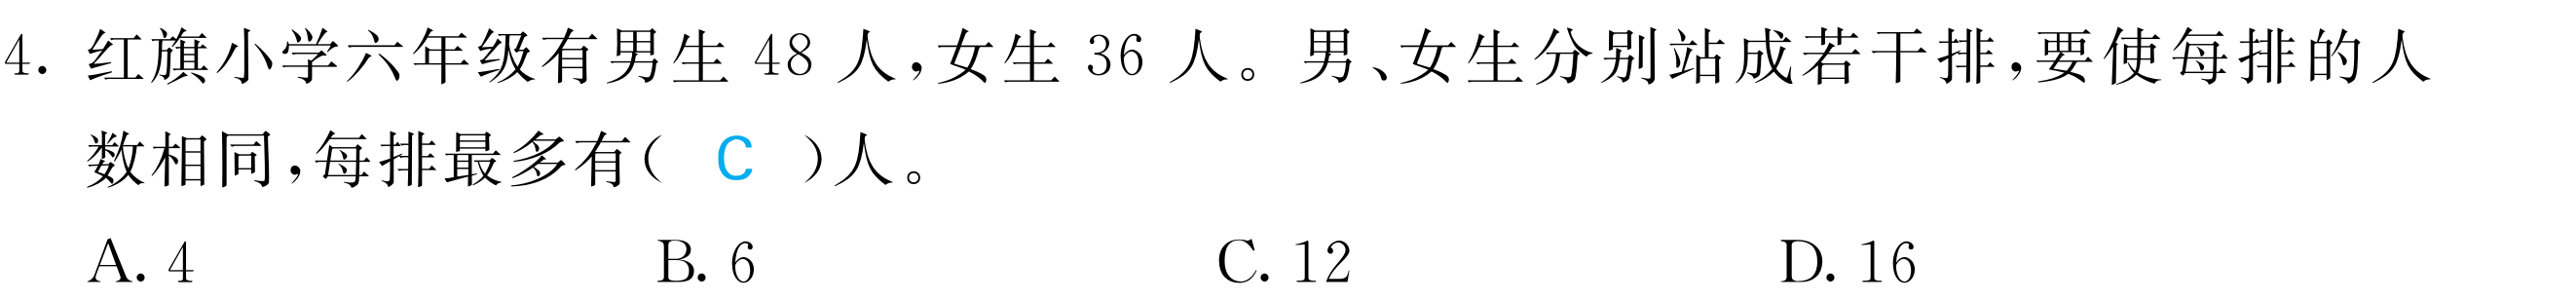 4. 红旗小学六年级有男生 48 人,女生 36 人。男、女生分别站成若干排,要使每排的人
数相同,每排最多有( C )人。
A. 4 B. 6 C. 12 D. 16